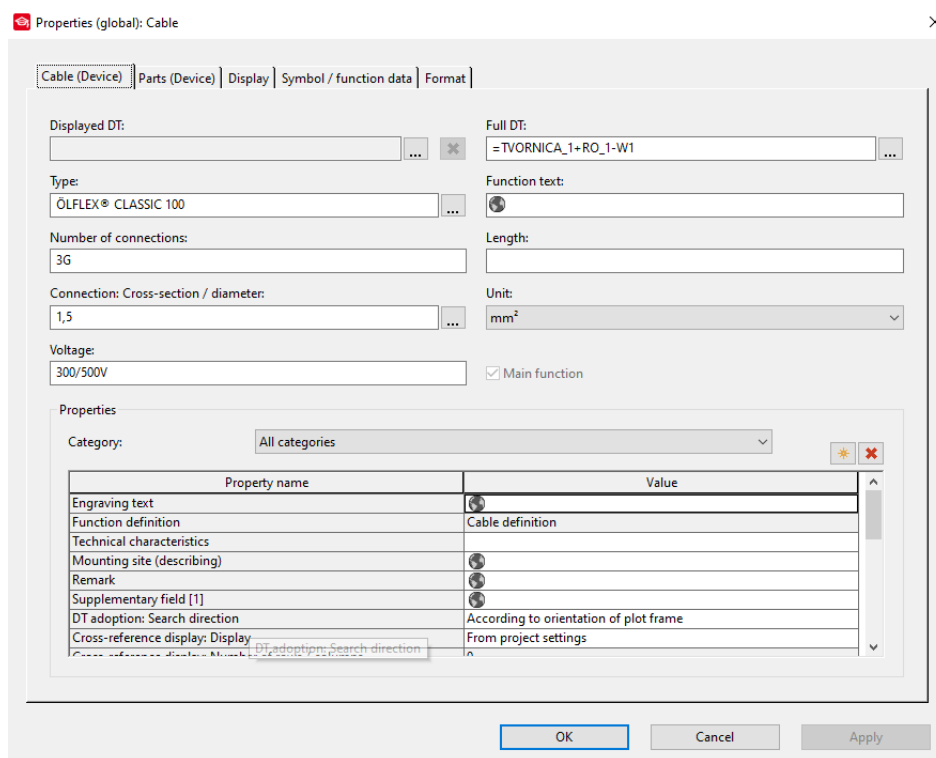 Properties (global): Cable
Cable (Device) Parts (Device) Display Symbol / function data Format
Displayed DT: Full DT:
... =TVORNICA_1+RO_1-W1 ...
Type: Function text:
ÖLFLEX® CLASSIC 100 ...
Number of connections: Length:
3G
Connection: Cross-section / diameter: Unit:
1,5 ... mm²
Voltage:
300/500V Main function
Properties
Category: All categories
Property name Value
Engraving text
Function definition Cable definition
Technical characteristics
Mounting site (describing)
Remark
Supplementary field [1]
DT adoption: Search direction According to orientation of plot frame
Cross-reference display: Display From project settings
DT adoption: Search direction
OK Cancel Apply